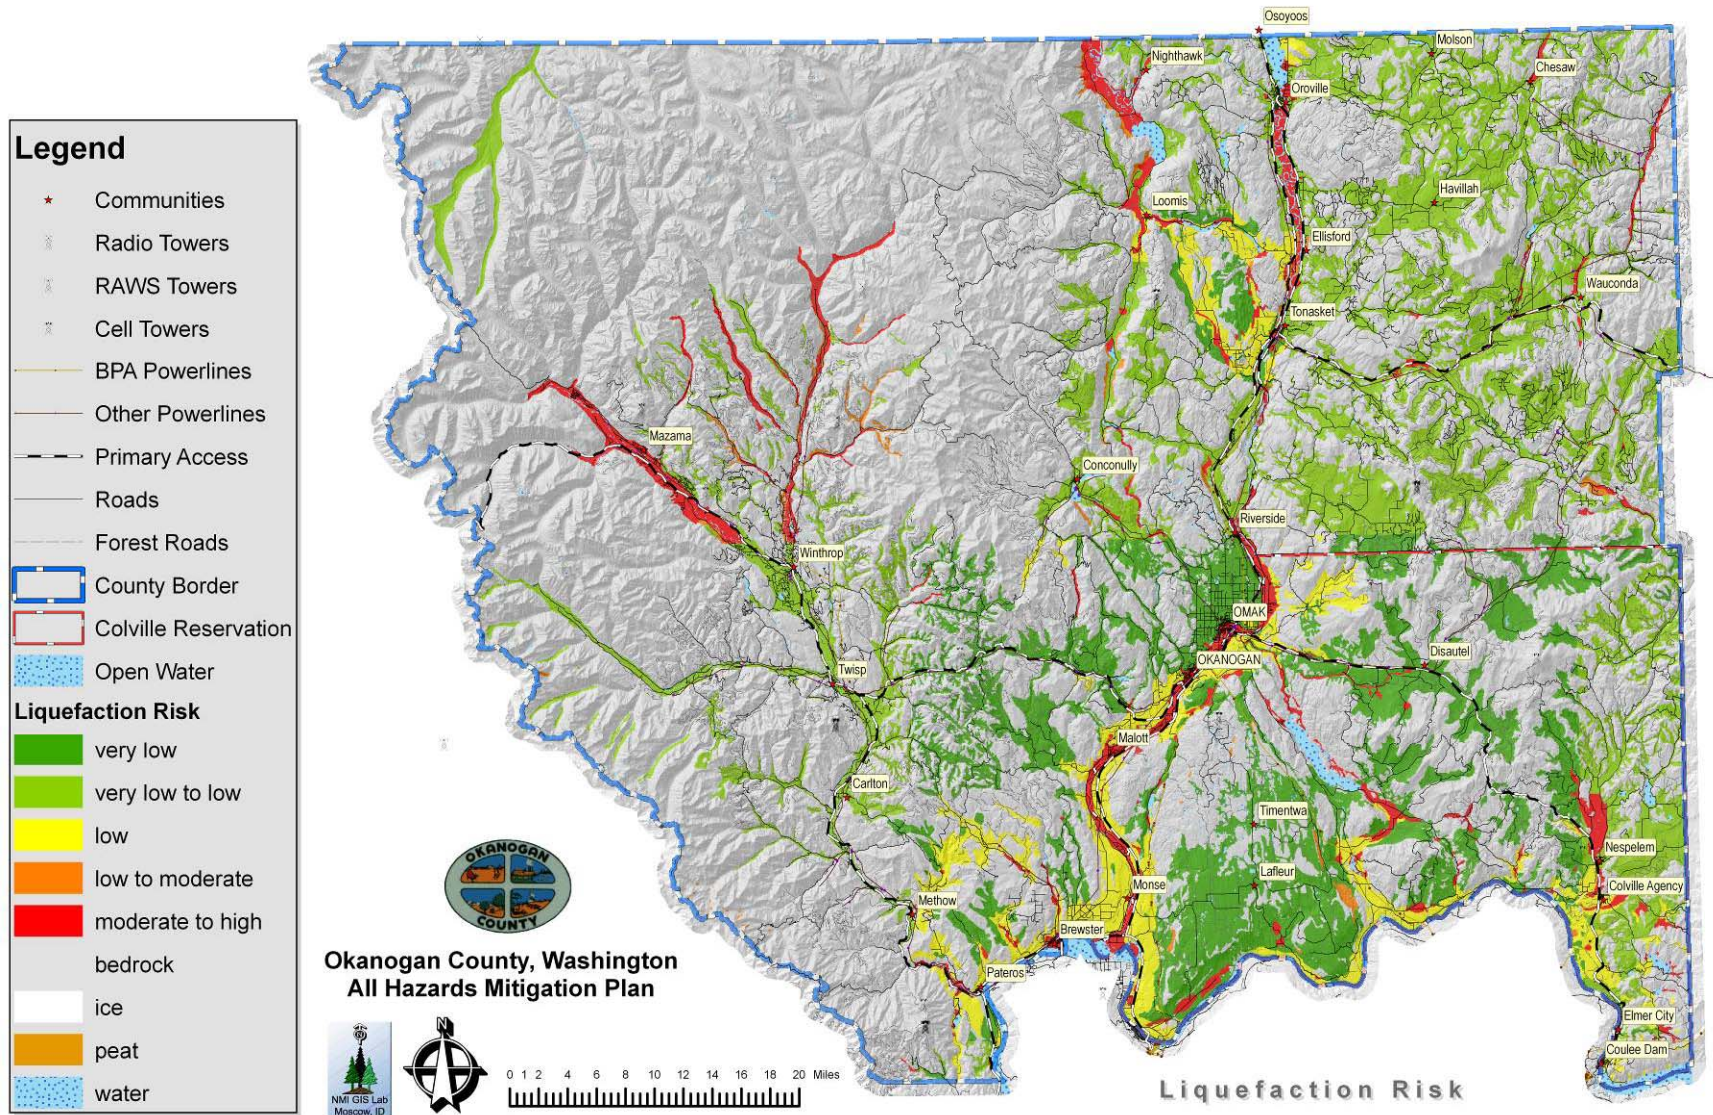 Legend
Communities
Radio Towers
RAWS Towers
Cell Towers
BPA Powerlines
Other Powerlines
Primary Access
Roads
Forest Roads
County Border
Colville Reservation
Open Water
Liquefaction Risk
very low
very low to low
low
low to moderate
moderate to high
bedrock
ice
peat
water
Osoyoos
Nighthawk
Molson
Chesaw
Oroville
Loomis
Havillah
Ellisford
Wauconda
Tonasket
Mazama
Conconully
Riverside
Winthrop
OMAK
OKANOGAN
Disautel
Twisp
Malott
Carlton
Timentwa
Nespelem
Lafleur
Monse
Colville Agency
Methow
Brewster
Pateros
Elmer City
Coulee Dam
OKANOGAN
COUNTY
Okanogan County, Washington
All Hazards Mitigation Plan
N
NMI GIS Lab
Moscow, ID
N
0 1 2 4 6 8 10 12 14 16 18 20 Miles
Liquefaction Risk